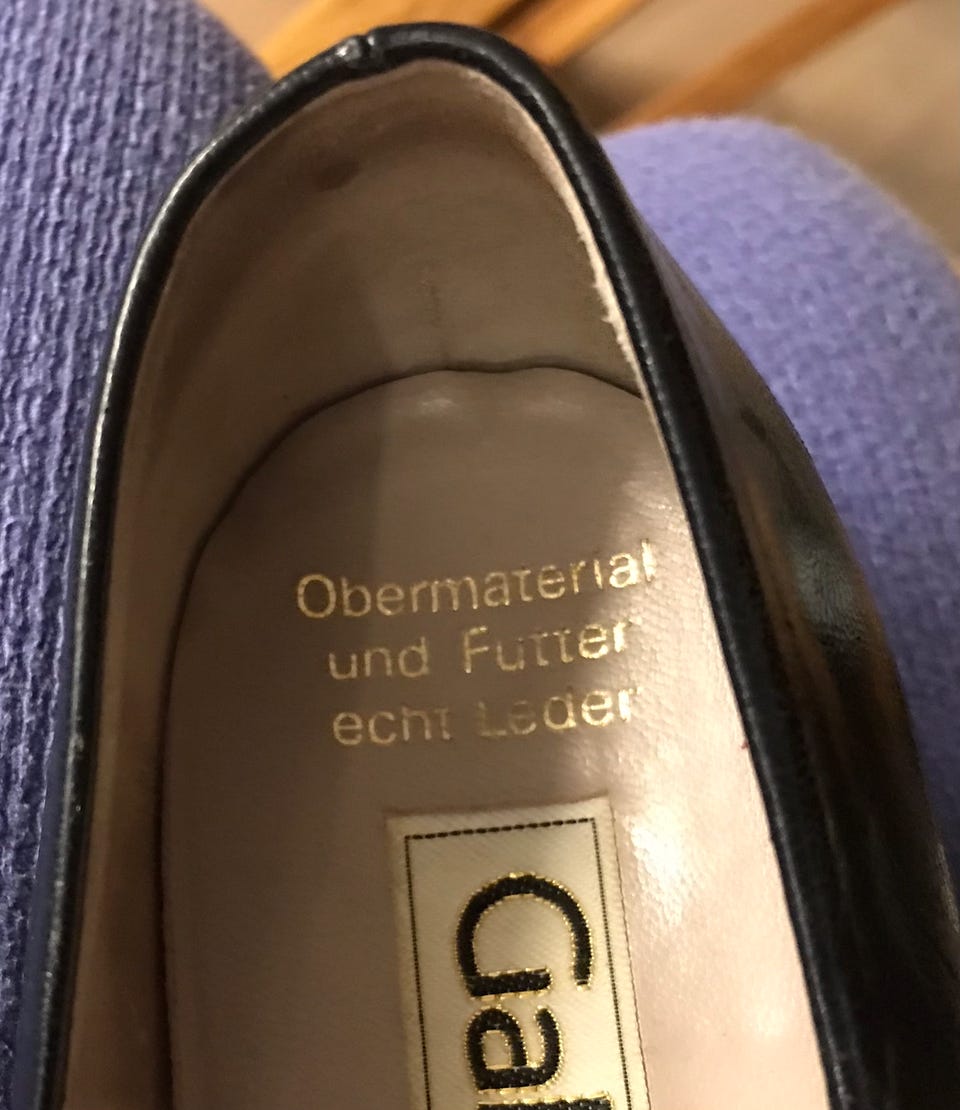 Obermaterial
und Futter
echt Leder